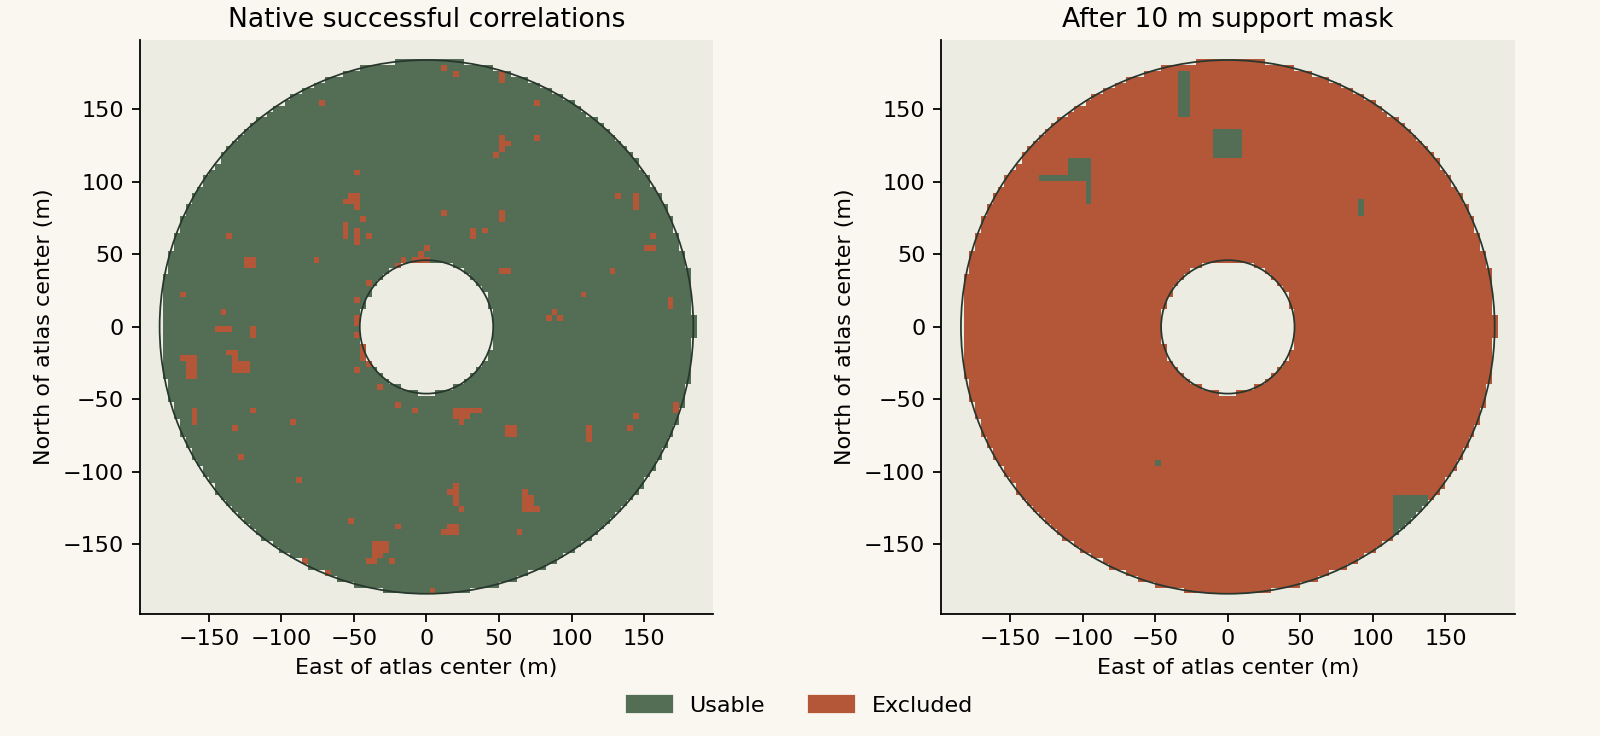 Native successful correlations
After 10 m support mask
North of atlas center (m)
150
100
50
0
−50
−100
−150
−150 −100 −50 0 50 100 150
East of atlas center (m)
North of atlas center (m)
150
100
50
0
−50
−100
−150
−150 −100 −50 0 50 100 150
East of atlas center (m)
Usable
Excluded